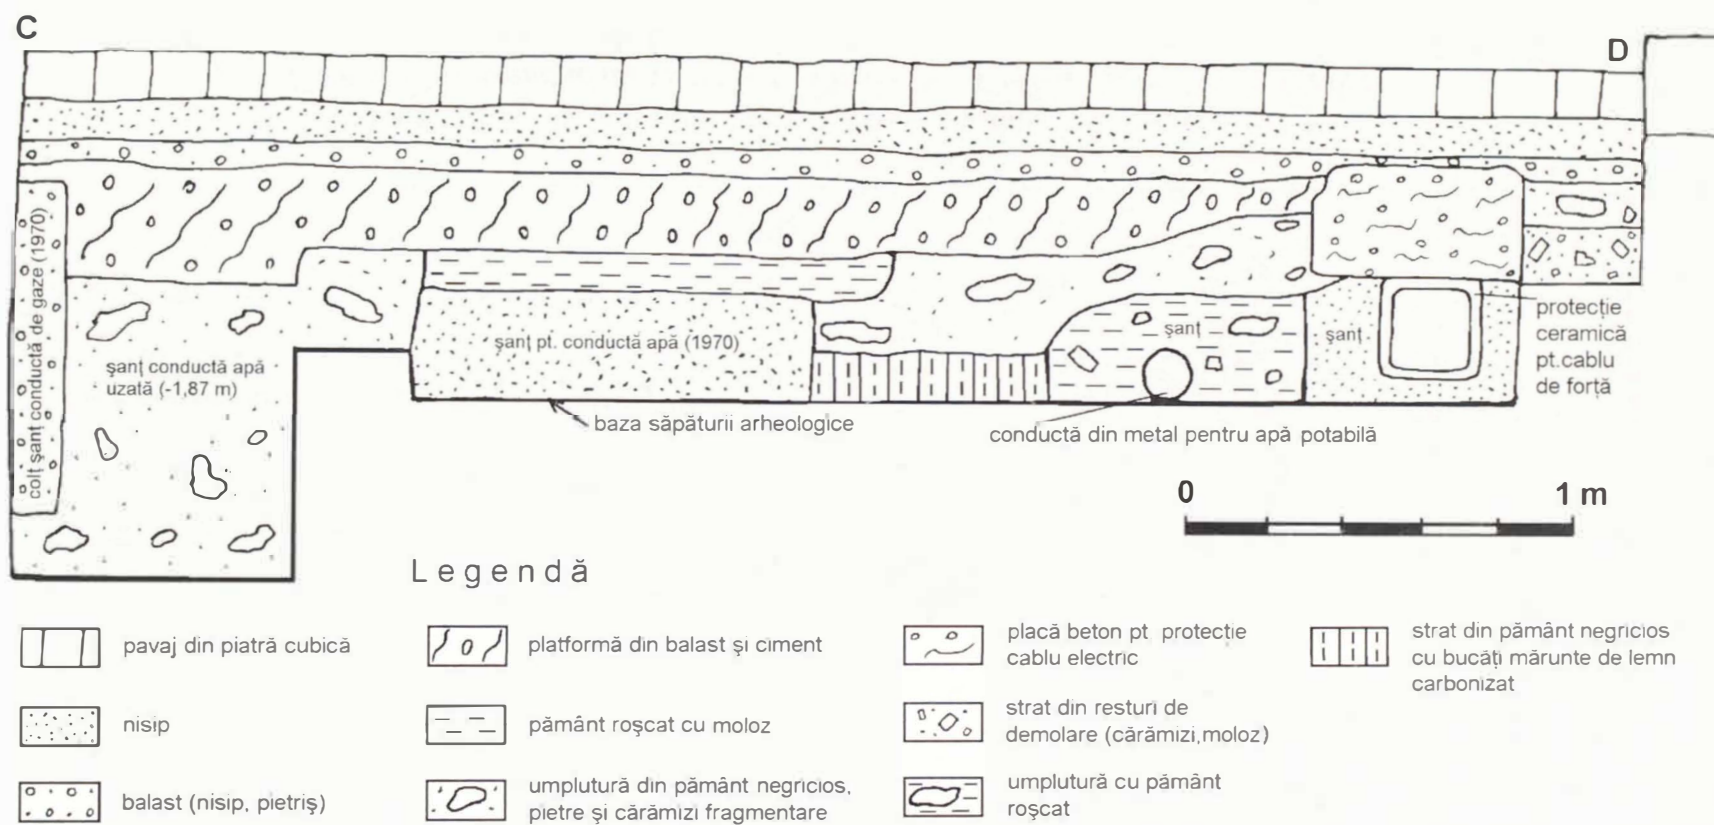 C
D
colț șanț conductă de gaze (1970)
șanț conductă apă
uzată (-1,87 m)
șanț pt. conductă apă (1970)
șanț
șanț
protecție
ceramică
pt.cablu
de forță
baza săpăturii arheologice
conductă din metal pentru apă potabilă
0 1 m
Legendă
pavaj din piatră cubică
nisip
balast (nisip, pietriș)
platformă din balast și ciment
pământ roșcat cu moloz
umplutură din pământ negricios,
pietre și cărămizi fragmentare
placă beton pt protecție
cablu electric
strat din resturi de
demolare (cărămizi,moloz)
umplutură cu pământ
roșcat
strat din pământ negricios
cu bucăți mărunte de lemn
carbonizat